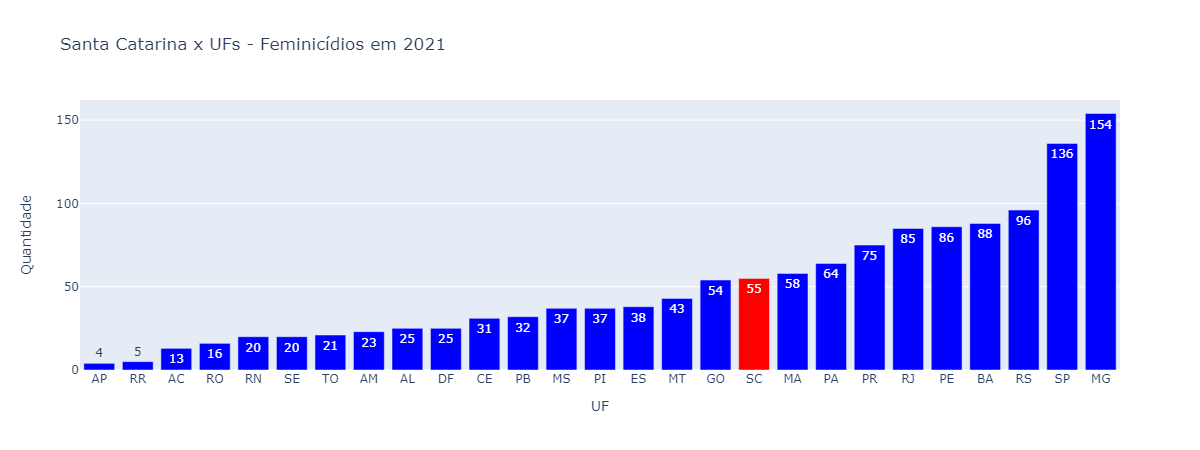 Santa Catarina x UFs - Feminicídios em 2021
Quantidade
150
100
50
0
4 5 13 16 20 20 21 23 25 25 31 32 37 37 38 43 54 55 58 64 75 85 86 88 96 136 154
AP RR AC RO RN SE TO AM AL DF CE PB MS PI ES MT GO SC MA PA PR RJ PE BA RS SP MG
UF